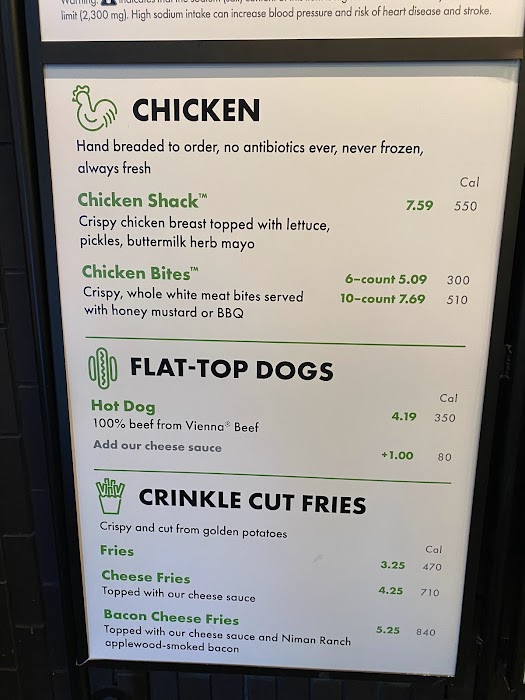 limit (2,300 mg). High sodium intake can increase blood pressure and risk of heart disease and stroke.
CHICKEN
Hand breaded to order, no antibiotics ever, never frozen,
always fresh
Cal
Chicken Shack™ 7.59 550
Crispy chicken breast topped with lettuce,
pickles, buttermilk herb mayo
Chicken Bites™ 6-count 5.09 300
Crispy, whole white meat bites served 10-count 7.69 510
with honey mustard or BBQ
FLAT-TOP DOGS
Cal
Hot Dog 4.19 350
100% beef from Vienna® Beef
Add our cheese sauce +1.00 80
CRINKLE CUT FRIES
Crispy and cut from golden potatoes
Cal
Fries 3.25 470
Cheese Fries 4.25 710
Topped with our cheese sauce
Bacon Cheese Fries 5.25 840
Topped with our cheese sauce and Niman Ranch
applewood-smoked bacon